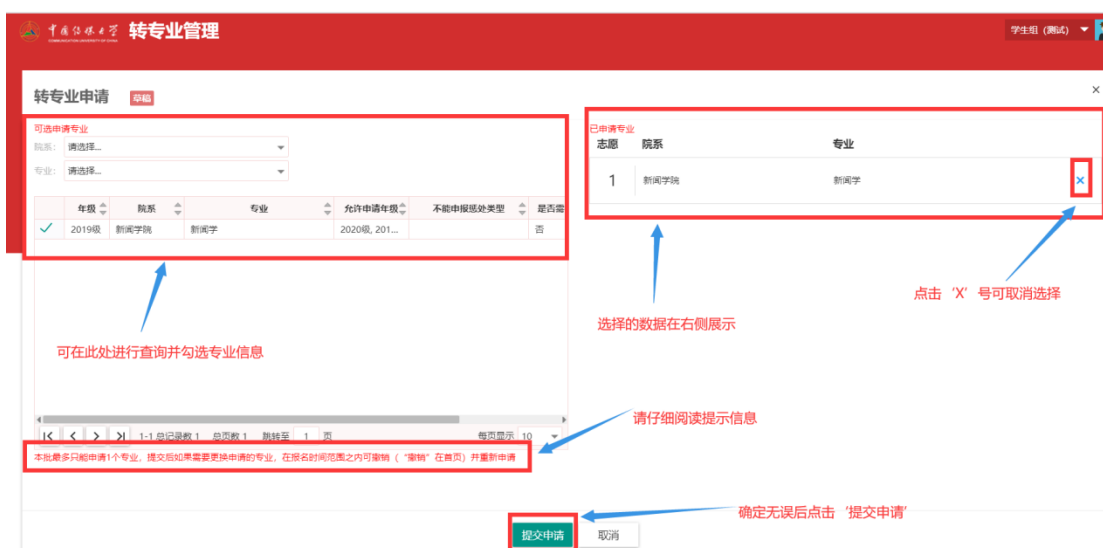 中国传媒大学 转专业管理
COMMUNICATION UNIVERSITY OF CHINA
学生组 (测试)
转专业申请 草稿
×
可选申请专业
院系: 请选择...
专业: 请选择...
年级 院系 专业 允许申请年级 不能申报惩处类型 是否需
2019级 新闻学院 新闻学 2020级, 201... 否
已申请专业
志愿 院系 专业
1 新闻学院 新闻学 ×
点击‘X’号可取消选择
选择的数据在右侧展示
可在此处进行查询并勾选专业信息
请仔细阅读提示信息
1-1 总记录数 1 总页数 1 跳转至 1 页 每页显示 10
本批最多只能申请1个专业，提交后如果需要更换申请的专业，在报名时间范围之内可撤销（“撤销”在首页）并重新申请
确定无误后点击‘提交申请’
提交申请 取消